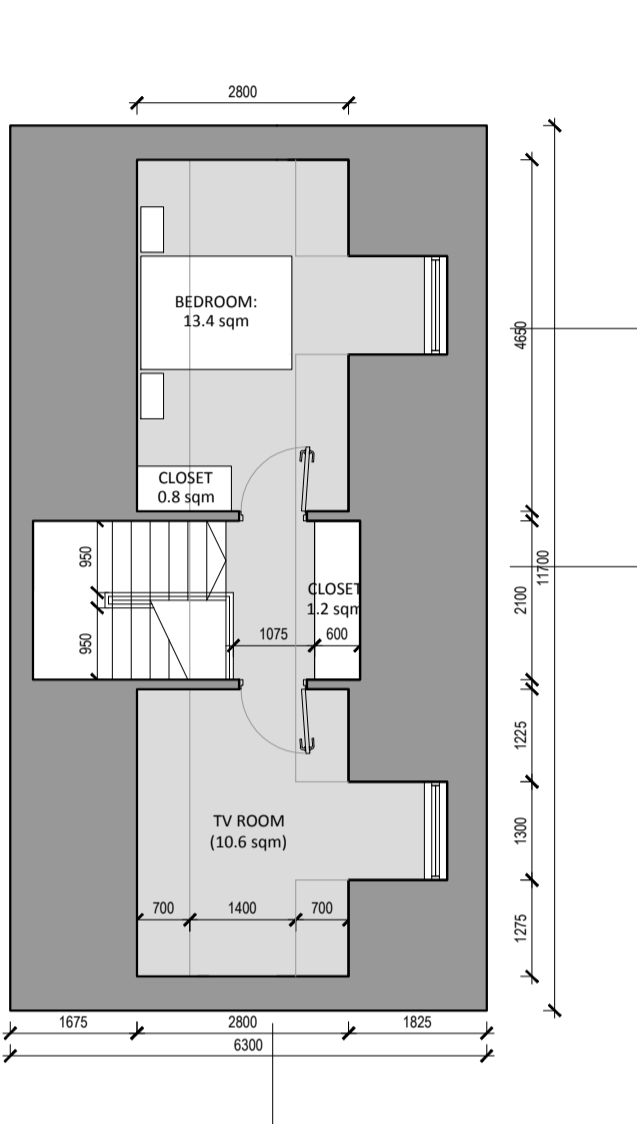 2800
BEDROOM:
13.4 sqm
4650
CLOSET
0.8 sqm
950
11700
CLOSET
1.2 sqm
2100
1075
600
950
1225
TV ROOM
(10.6 sqm)
1300
700
1400
700
1275
1675
2800
1825
6300